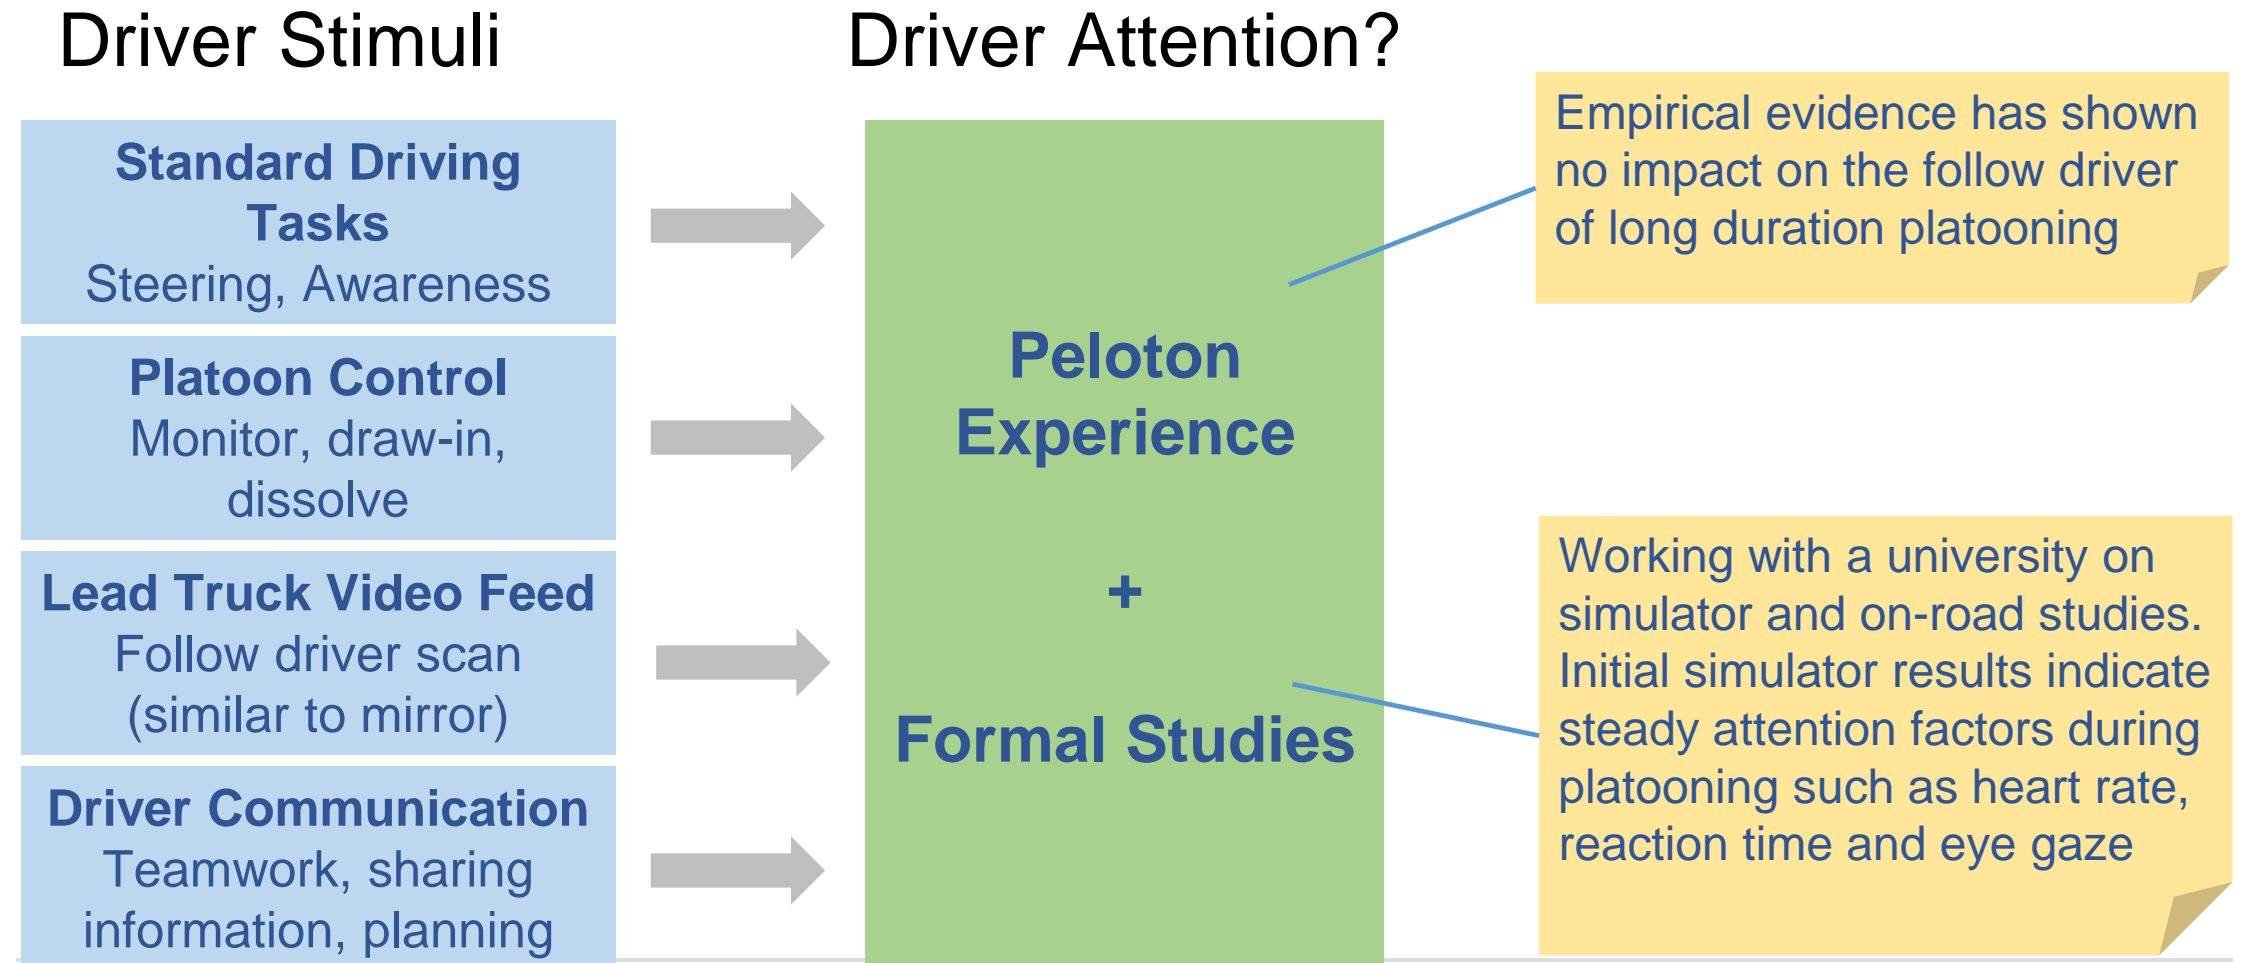 Driver Stimuli
Driver Attention?
Standard Driving
Tasks
Steering, Awareness
Platoon Control
Monitor, draw-in,
dissolve
Lead Truck Video Feed
Follow driver scan
(similar to mirror)
Driver Communication
Teamwork, sharing
information, planning
Peloton
Experience
+
Formal Studies
Empirical evidence has shown
no impact on the follow driver
of long duration platooning
Working with a university on
simulator and on-road studies.
Initial simulator results indicate
steady attention factors during
platooning such as heart rate,
reaction time and eye gaze